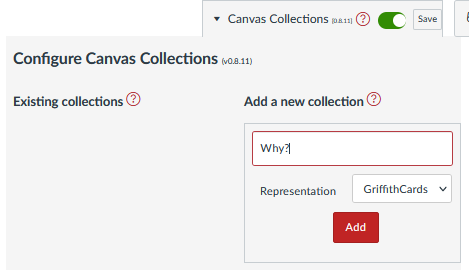 ▾ Canvas Collections [0.8.11] ? Save
Configure Canvas Collections (v0.8.11)
Existing collections ?
Add a new collection ?
Why?
Representation GriffithCards
Add